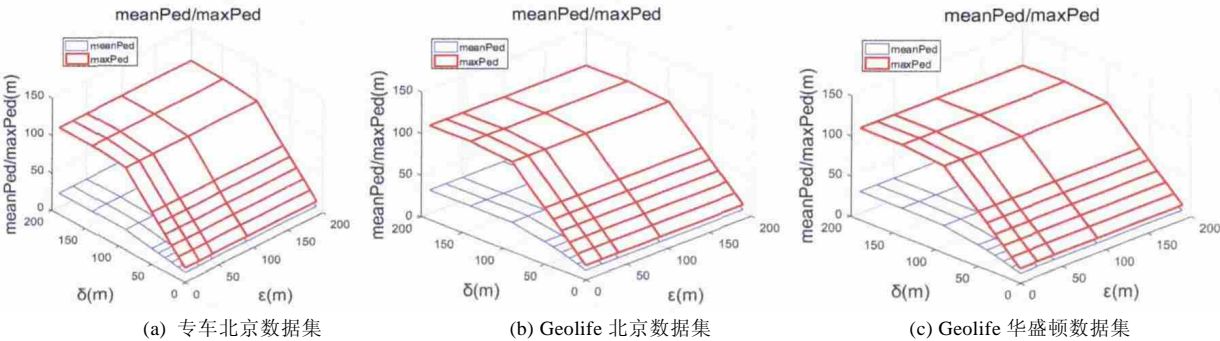 meanPed/maxPed
meanPed
maxPed
meanPed/maxPed(m)
150
100
50
0
200
150
100
50
0
δ(m)
0
50
100
150
200
ε(m)
(a) 专车北京数据集
meanPed/maxPed
meanPed
maxPed
meanPed/maxPed(m)
150
100
50
0
200
150
100
50
0
δ(m)
0
50
100
150
200
ε(m)
(b) Geolife 北京数据集
meanPed/maxPed
meanPed
maxPed
meanPed/maxPed(m)
150
100
50
0
200
150
100
50
0
δ(m)
0
50
100
150
200
ε(m)
(c) Geolife 华盛顿数据集